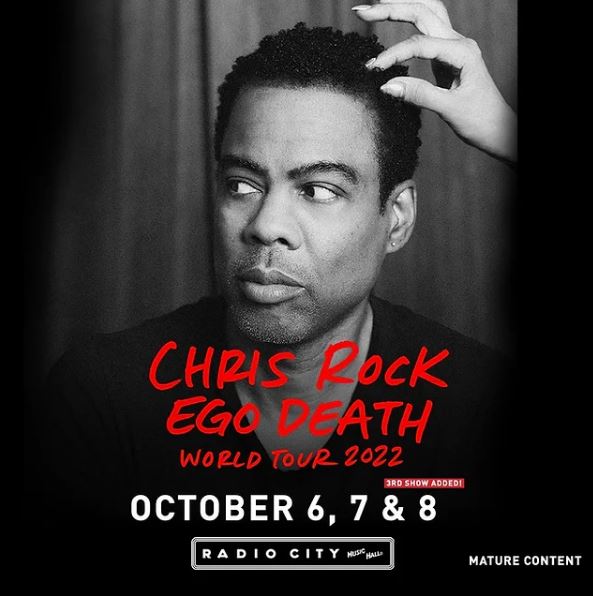 CHRIS ROCK
EGO DEATH
WORLD TOUR 2022
3RD SHOW ADDED!
OCTOBER 6, 7 & 8
RADIO CITY MUSIC HALL
MATURE CONTENT